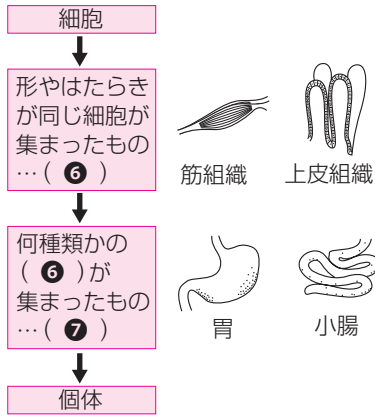 細胞
形やはたらき
が同じ細胞が
集まったもの
…( ❻ )
筋組織
上皮組織
何種類かの
( ❻ )が
集まったもの
…( ❼ )
胃
小腸
個体